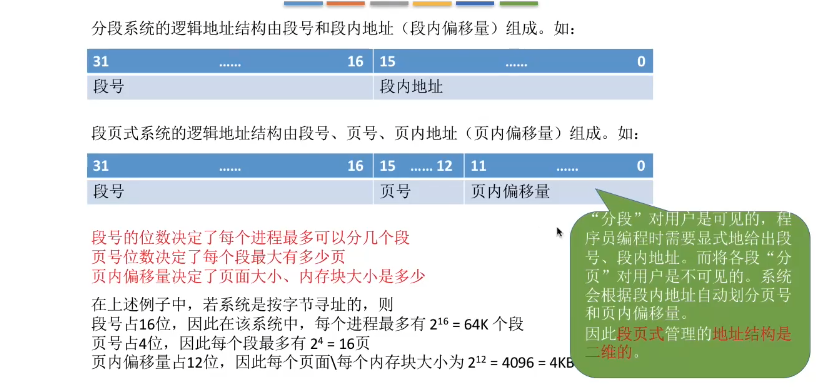 分段系统的逻辑地址结构由段号和段内地址（段内偏移量）组成。如：
31 …… 16 15 …… 0
段号 段内地址
段页式系统的逻辑地址结构由段号、页号、页内地址（页内偏移量）组成。如：
31 …… 16 15 …… 12 11 …… 0
段号 页号 页内偏移量
段号的位数决定了每个进程最多可以分几个段
页号位数决定了每个段最大有多少页
页内偏移量决定了页面大小、内存块大小是多少
在上述例子中，若系统是按字节寻址的，则
段号占16位，因此在该系统中，每个进程最多有 2¹⁶ = 64K 个段
页号占4位，因此每个段最多有 2⁴ = 16页
页内偏移量占12位，因此每个页面\每个内存块大小为 2¹² = 4096 = 4KB
“分段”对用户是可见的，程
序员编程时需要显式地给出段
号、段内地址。而将各段“分
页”对用户是不可见的。系统
会根据段内地址自动划分页号
和页内偏移量。
因此段页式管理的地址结构是
二维的。